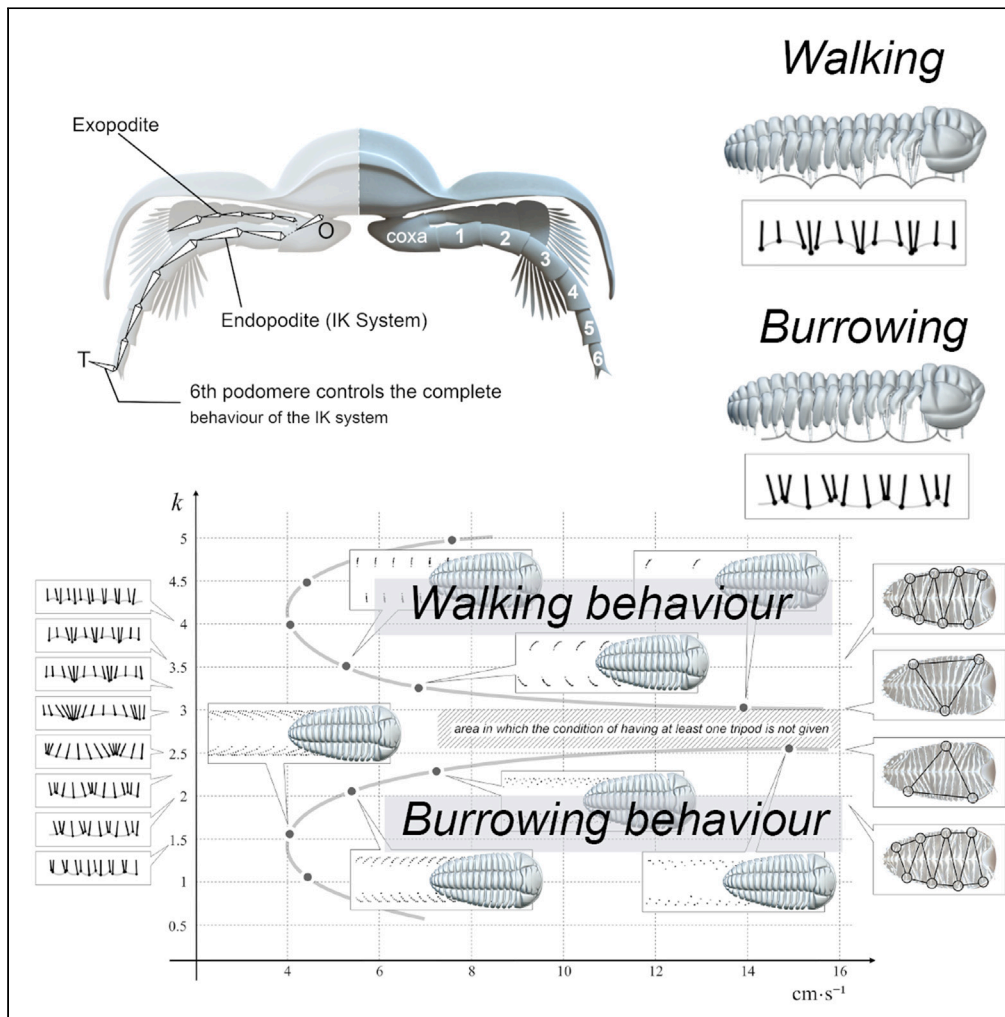 Walking
Exopodite
O
coxa
1
2
3
4
5
6
Endopodite (IK System)
T
6th podomere controls the complete
behaviour of the IK system
Burrowing
k
5
4.5
4
3.5
3
2.5
2
1.5
1
0.5
Walking behaviour
area in which the condition of having at least one tripod is not given
Burrowing behaviour
4
6
8
10
12
14
16
cm·s⁻¹